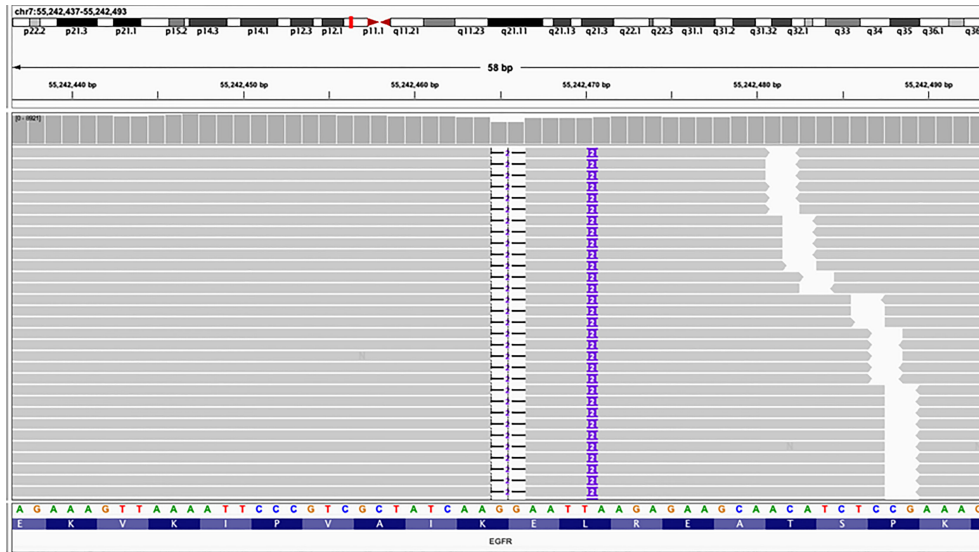 chr7:55,242,437-55,242,493
p22.2 p21.3 p21.1 p15.2 p14.3 p14.1 p12.3 p12.1 p11.1 q11.21 q11.23 q21.11 q21.13 q21.3 q22.1 q22.3 q31.1 q31.2 q31.32 q32.1 q33 q34 q35 q36.1
58 bp
55,242,440 bp 55,242,450 bp 55,242,460 bp 55,242,470 bp 55,242,480 bp 55,242,490 bp
N
N
A G A A A G T T A A A A T T C C C G T C G C T A T C A A G G A A T T A A G A G A A G C A A C A T C T C C G A A A G
E K V K I P V A I K E L R E A T S P K
EGFR